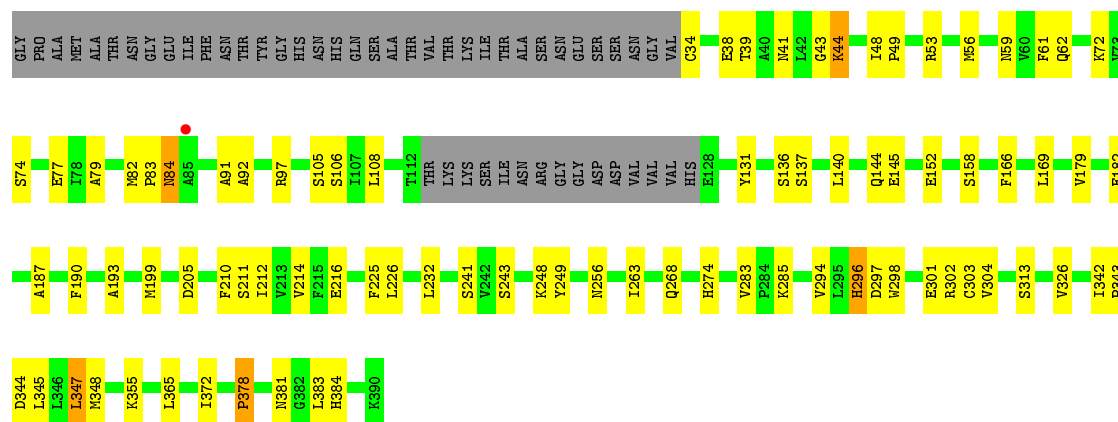 GLY PRO ALA MET ALA THR ASN GLY GLU ILE PHE ASN THR TYR GLY HIS ASN HIS GLN SER ALA THR VAL THR LYS ILE THR ALA SER ASN GLU SER SER ASN GLY VAL C34 E38 T39 A40 N41 L42 G43 K44 I48 P49 R53 M56 N59 V60 F61 Q62 K72 V73
S74 E77 I78 A79 M82 P83 N84 A85 A91 A92 R97 S105 S106 I107 L108 T112 THR LYS LYS SER ILE ASN ARG GLY GLY ASP ASP VAL VAL VAL HIS E128 Y131 S136 S137 L140 Q144 E145 E152 S158 F166 L169 V179
A187 F190 A193 M199 D205 F210 S211 I212 V213 V214 F215 E216 F225 L226 L232 S241 V242 S243 K248 Y249 N256 I263 Q268 H274 V283 P284 K285 V294 L295 H296 D297 W298 E301 R302 C303 V304 S313 V326 I342
D344 L345 L346 L347 M348 K355 L365 I372 P378 N381 G382 L383 H384 K390